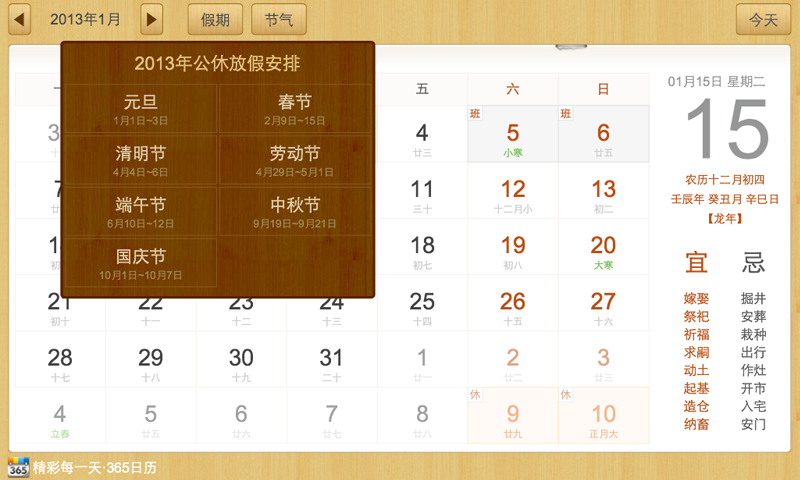 2013年1月
假期
节气
今天
2013年公休放假安排
元旦
1月1日~3日
春节
2月9日~15日
清明节
4月4日~6日
劳动节
4月29日~5月1日
端午节
6月10日~12日
中秋节
9月19日~9月21日
国庆节
10月1日~10月7日
五 六 日
4 班 5 班 6
廿三 小寒 廿五
11 12 13
三十 十二月小 初二
18 19 20
初七 初八 大寒
21 22 23 24 25 26 27
初十 十一 十二 十三 十四 十五 十六
28 29 30 31 1 2 3
十七 十八 十九 二十 廿一 廿二 廿三
4 5 6 7 8 休 9 休 10
立春 廿五 廿六 廿七 廿八 廿九 正月大
01月15日 星期二
15
农历十二月初四
壬辰年 癸丑月 辛巳日
【龙年】
宜 忌
嫁娶 掘井
祭祀 安葬
祈福 栽种
求嗣 出行
动土 作灶
起基 开市
造仓 入宅
纳畜 安门
365 精彩每一天·365日历